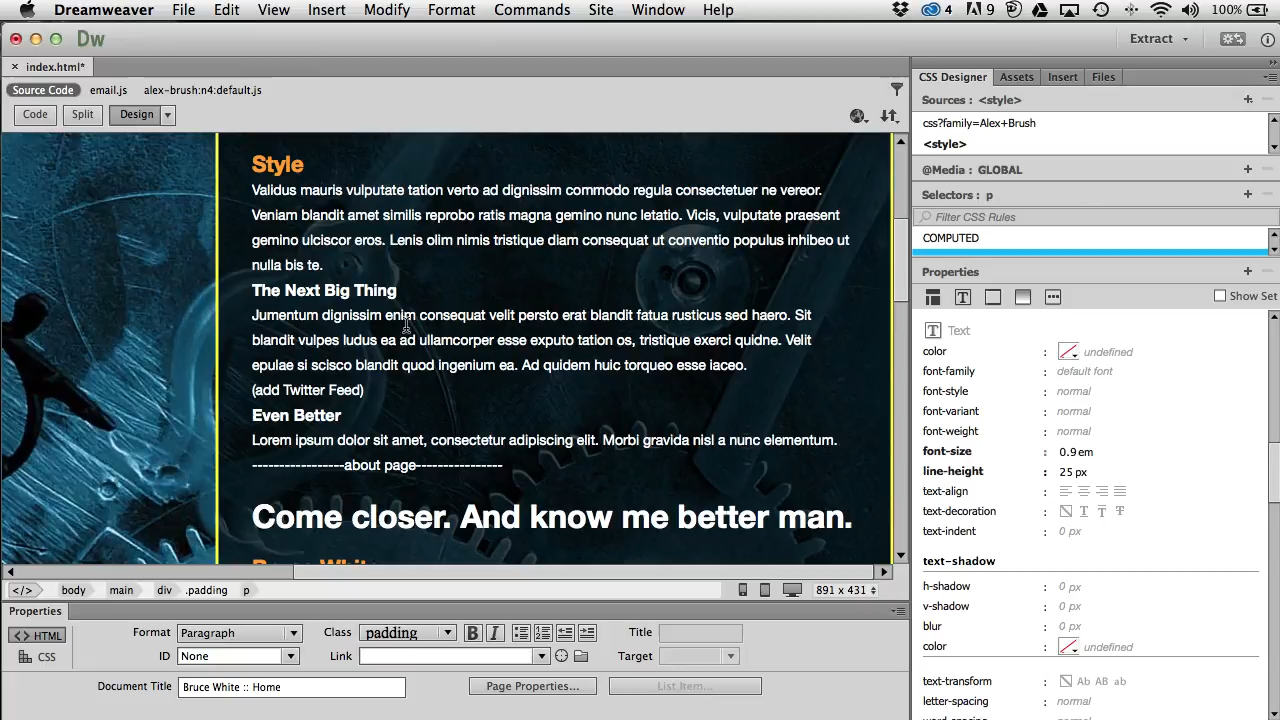 Dreamweaver File Edit View Insert Modify Format Commands Site Window Help 4 9 100%
Dw Extract
× index.html*
Source Code email.js alex-brush:n4:default.js
Code Split Design
Style
Validus mauris vulputate tation verto ad dignissim commodo regula consectetuer ne vereor.
Veniam blandit amet similis reprobo ratis magna gemino nunc letatio. Vicis, vulputate praesent
gemino ulciscor eros. Lenis olim nimis tristique diam consequat ut conventio populus inhibeo ut
nulla bis te.
The Next Big Thing
Jumentum dignissim enim consequat velit persto erat blandit fatua rusticus sed haero. Sit
blandit vulpes ludus ea ad ullamcorper esse exputo tation os, tristique exerci quidne. Velit
epulae si scisco blandit quod ingenium ea. Ad quidem huic torqueo esse iaceo.
(add Twitter Feed)
Even Better
Lorem ipsum dolor sit amet, consectetur adipiscing elit. Morbi gravida nisl a nunc elementum.
-----------------about page----------------
Come closer. And know me better man.
</> body main div .padding p 891 x 431
Properties
<> HTML Format Paragraph Class padding B I Title
CSS ID None Link Target
Document Title Bruce White :: Home Page Properties... List Item...
CSS Designer Assets Insert Files
Sources : <style>
css?family=Alex+Brush
<style>
@Media : GLOBAL
Selectors : p
Filter CSS Rules
COMPUTED
Properties
Show Set
T Text
color : undefined
font-family : default font
font-style : normal
font-variant : normal
font-weight : normal
font-size : 0.9 em
line-height : 25 px
text-align :
text-decoration : T T T
text-indent : 0 px
text-shadow
h-shadow : 0 px
v-shadow : 0 px
blur : 0 px
color : undefined
text-transform : Ab AB ab
letter-spacing : normal